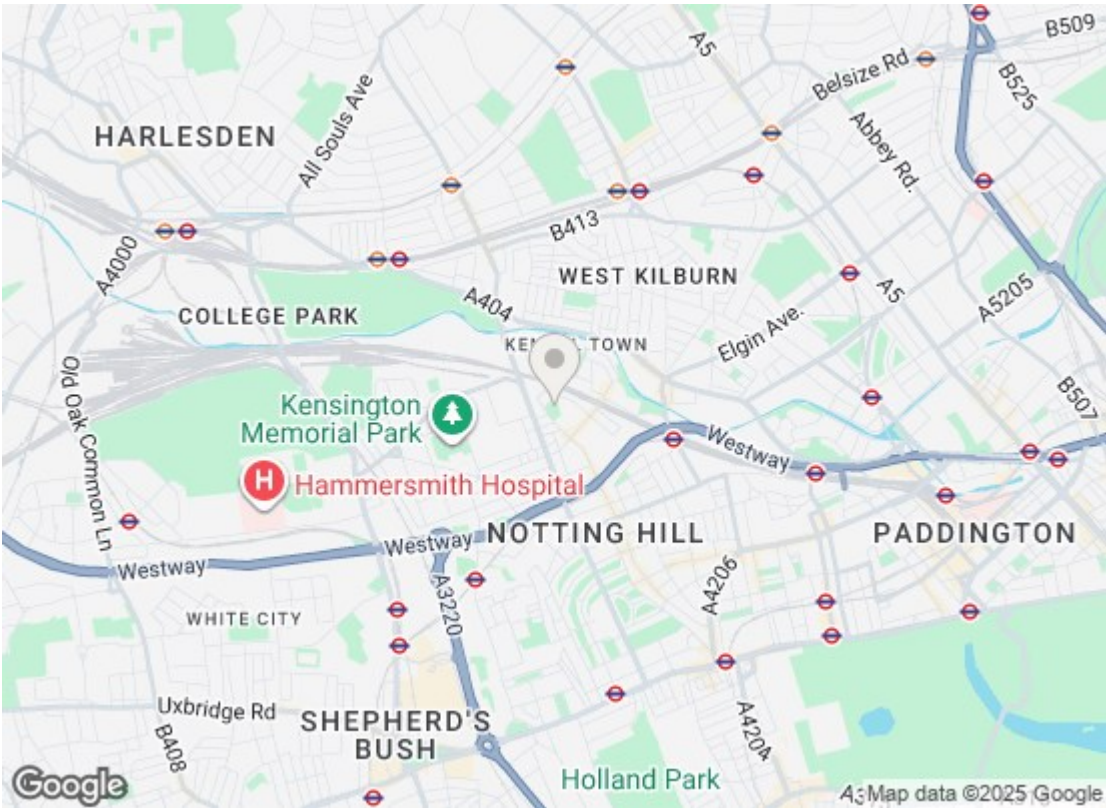 B509
A5
Belsize Rd
B525
HARLESDEN
All Souls Ave
Abbey Rd.
B413
A4000
WEST KILBURN
A5
A5205
A404
COLLEGE PARK
Elgin Ave.
TOWN
Old Oak Common Ln
B507
Kensington
Memorial Park
Westway
Hammersmith Hospital
NOTTING HILL
PADDINGTON
Westway
Westway
A4206
A3220
WHITE CITY
Uxbridge Rd
SHEPHERD'S
BUSH
B408
A4204
Holland Park
Google
Map data ©2025 Google